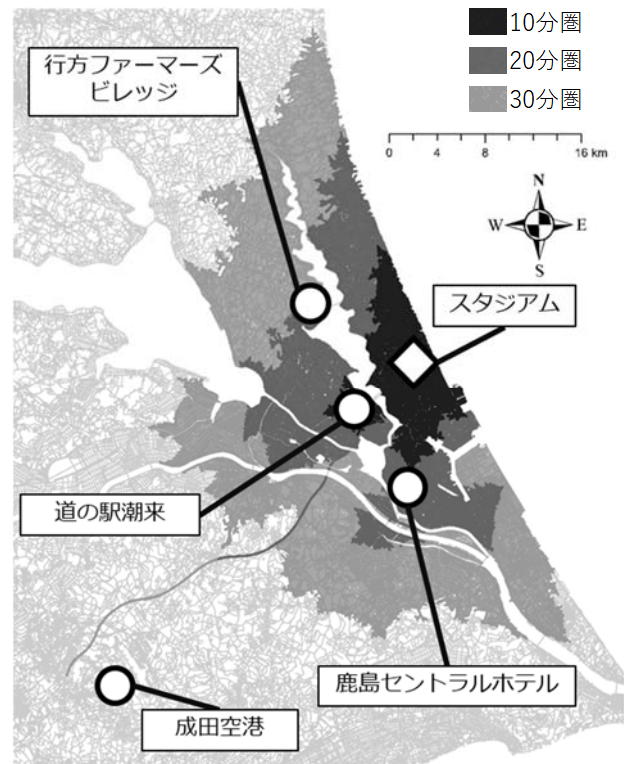 10分圏
20分圏
30分圏
行方ファーマーズ
ビレッジ
0 4 8 16 km
N
W E
S
スタジアム
道の駅潮来
鹿島セントラルホテル
成田空港